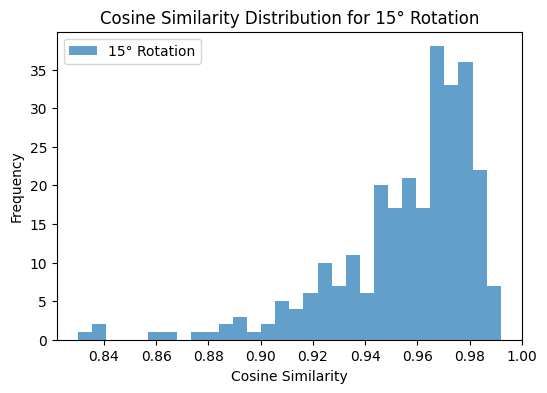 Cosine Similarity Distribution for 15° Rotation
15° Rotation
35
30
25
20
15
10
5
0
Frequency
0.84 0.86 0.88 0.90 0.92 0.94 0.96 0.98 1.00
Cosine Similarity